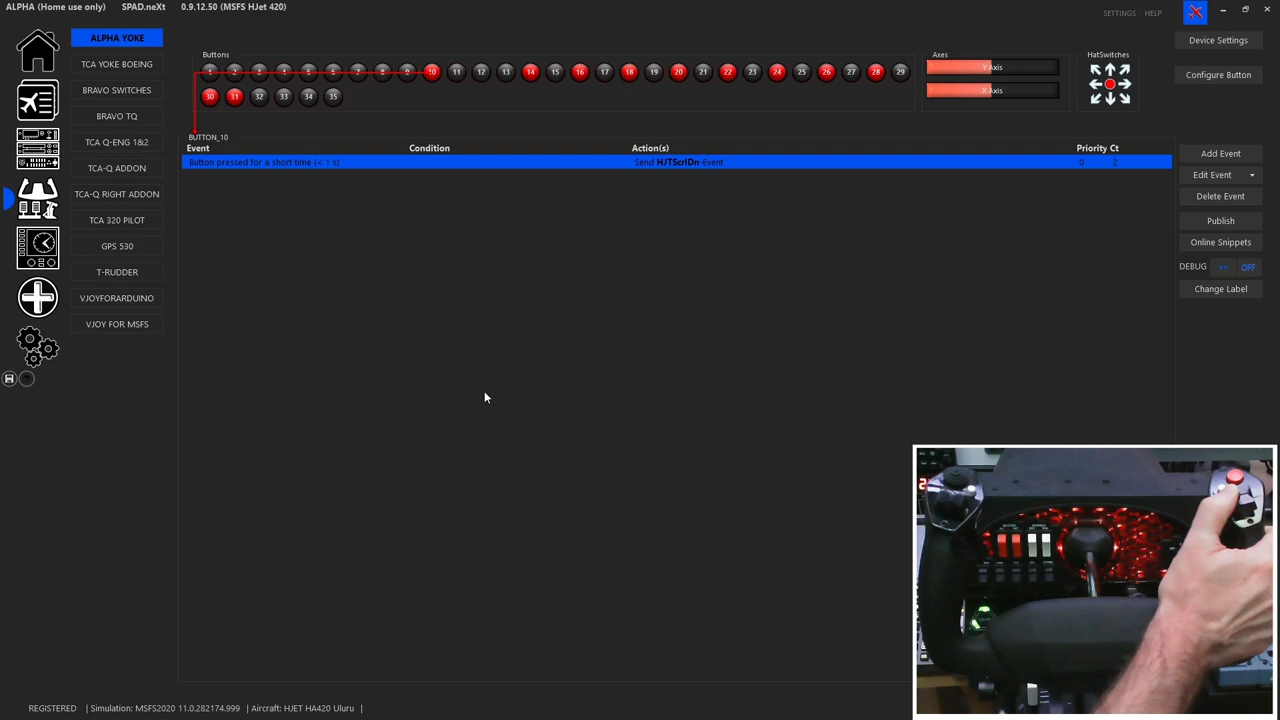 ALPHA (Home use only) SPAD.neXt 0.9.12.50 (MSFS HJet 420)
SETTINGS HELP
ALPHA YOKE
TCA YOKE BOEING
BRAVO SWITCHES
BRAVO TQ
TCA Q-ENG 1&2
TCA-Q ADDON
TCA-Q RIGHT ADDON
TCA 320 PILOT
GPS 530
T-RUDDER
VJOYFORARDUINO
VJOY FOR MSFS
Buttons
1 2 3 4 5 6 7 8 9 10 11 12 13 14 15 16 17 18 19 20 21 22 23 24 25 26 27 28 29
30 31 32 33 34 35
Axes
Y Axis
X Axis
HatSwitches
BUTTON_10
Event Condition Action(s) Priority Ct
Button pressed for a short time (< 1 s) Send HJTScrlDn-Event 0 2
Device Settings
Configure Button
Add Event
Edit Event
Delete Event
Publish
Online Snippets
DEBUG ++ OFF
Change Label
REGISTERED | Simulation: MSFS2020 11.0.282174.999 | Aircraft: HJET HA420 Uluru |